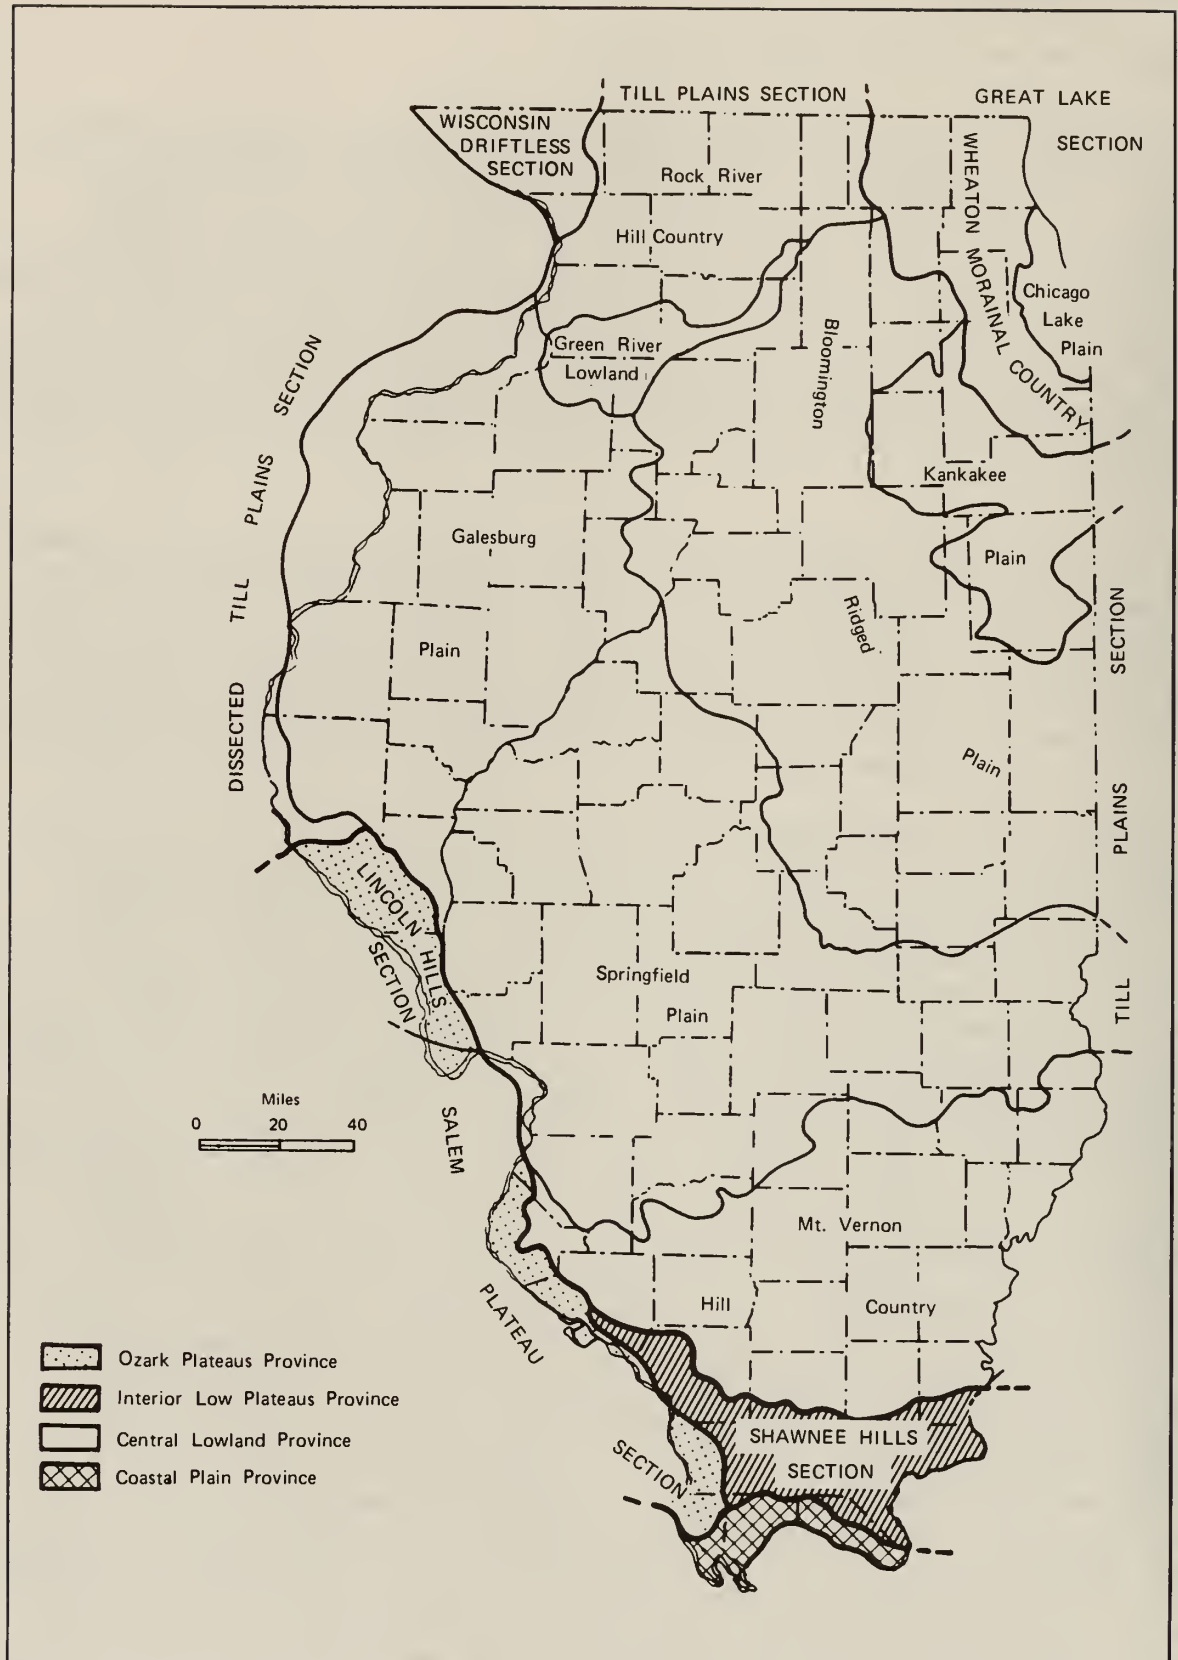 TILL PLAINS SECTION
GREAT LAKE
SECTION
WISCONSIN
DRIFTLESS
SECTION
Rock River
Hill Country
WHEATON MORAINAL COUNTRY
Chicago
Lake
Plain
Green River
Lowland
Bloomington
Ridged
Plain
Kankakee
Plain
Galesburg
Plain
DISSECTED TILL PLAINS SECTION
TILL PLAINS SECTION
LINCOLN HILLS
SECTION
Springfield
Plain
Miles
0 20 40
SALEM
PLATEAU
SECTION
Mt. Vernon
Hill Country
SHAWNEE HILLS
SECTION
Ozark Plateaus Province
Interior Low Plateaus Province
Central Lowland Province
Coastal Plain Province